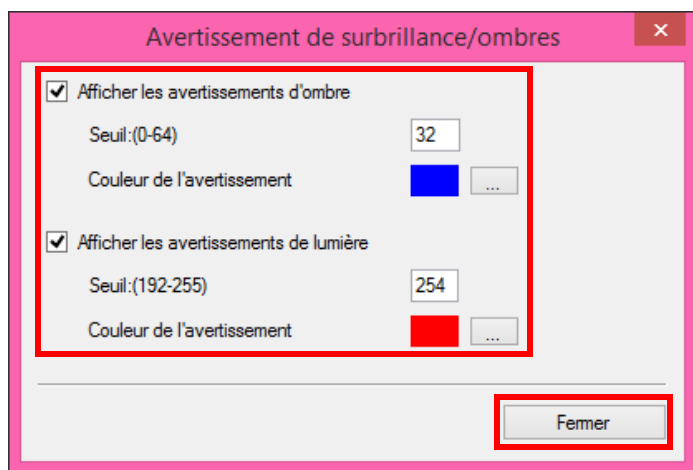 Avertissement de surbrillance/ombres
Afficher les avertissements d'ombre
Seuil:(0-64) 32
Couleur de l'avertissement ...
Afficher les avertissements de lumière
Seuil:(192-255) 254
Couleur de l'avertissement ...
Fermer